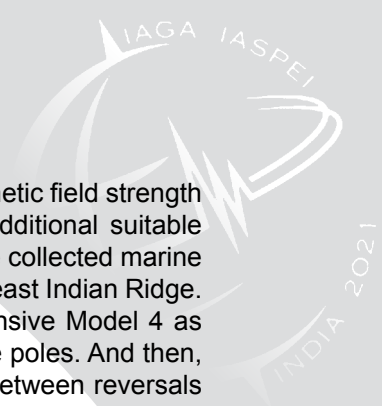 IAGA IASPEI
INDIA 2021
netic field strength
dditional suitable
collected marine
east Indian Ridge.
nsive Model 4 as
poles. And then,
etween reversals